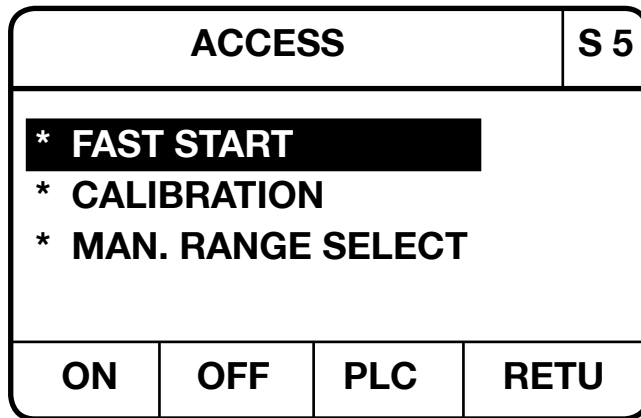 ACCESS S 5
* FAST START
* CALIBRATION
* MAN. RANGE SELECT
ON OFF PLC RETU